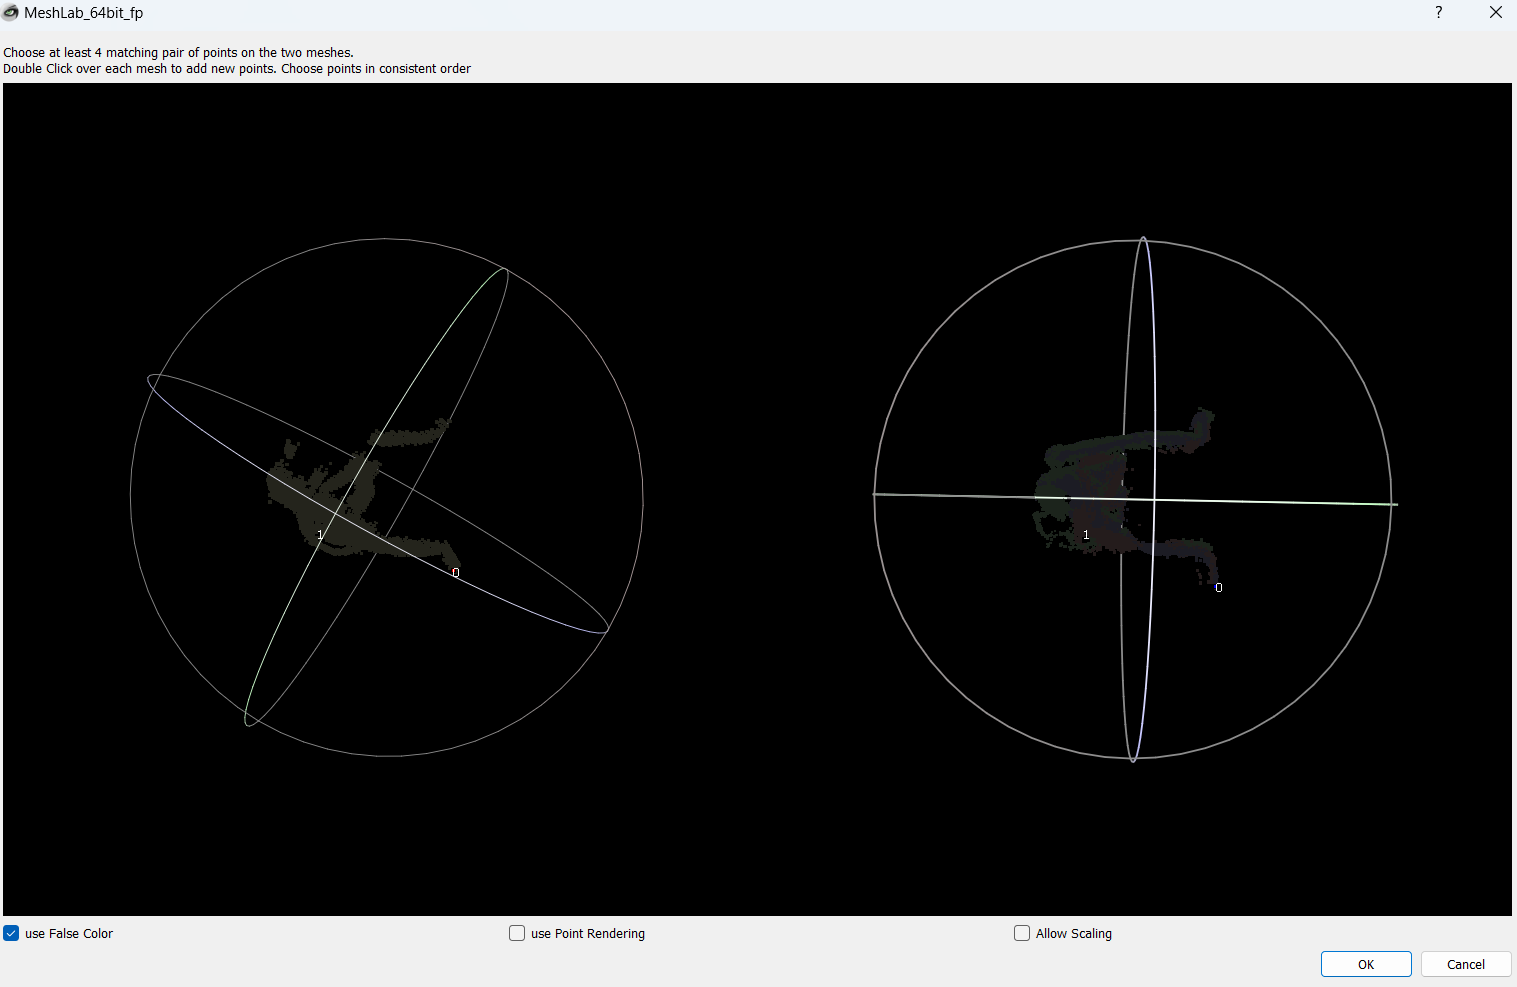 MeshLab_64bit_fp
?
Choose at least 4 matching pair of points on the two meshes.
Double Click over each mesh to add new points. Choose points in consistent order
1
0
1
0
use False Color
use Point Rendering
Allow Scaling
OK
Cancel